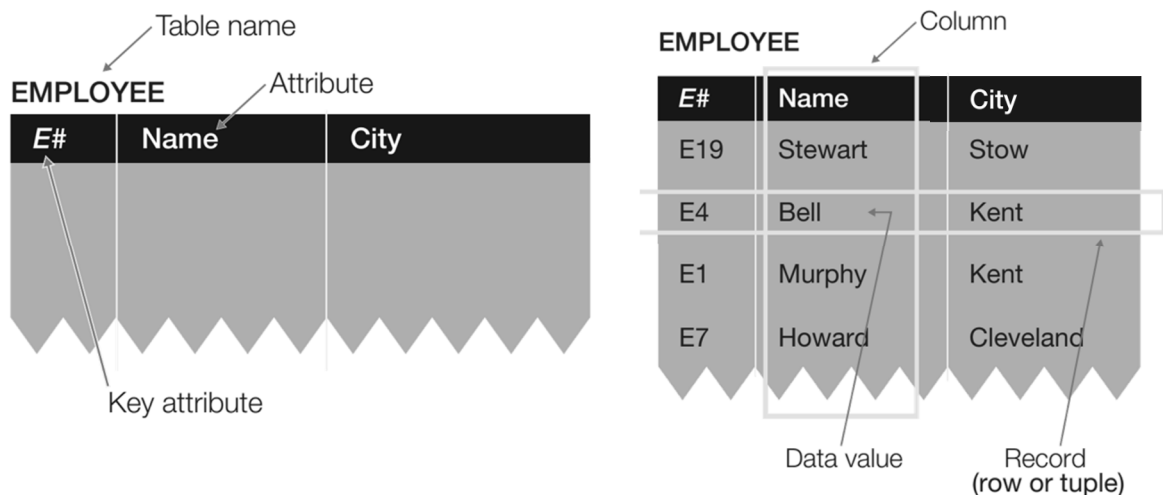 Table name
EMPLOYEE
Attribute
E# Name City
Key attribute
Column
EMPLOYEE
E# Name City
E19 Stewart Stow
E4 Bell Kent
E1 Murphy Kent
E7 Howard Cleveland
Data value
Record
(row or tuple)